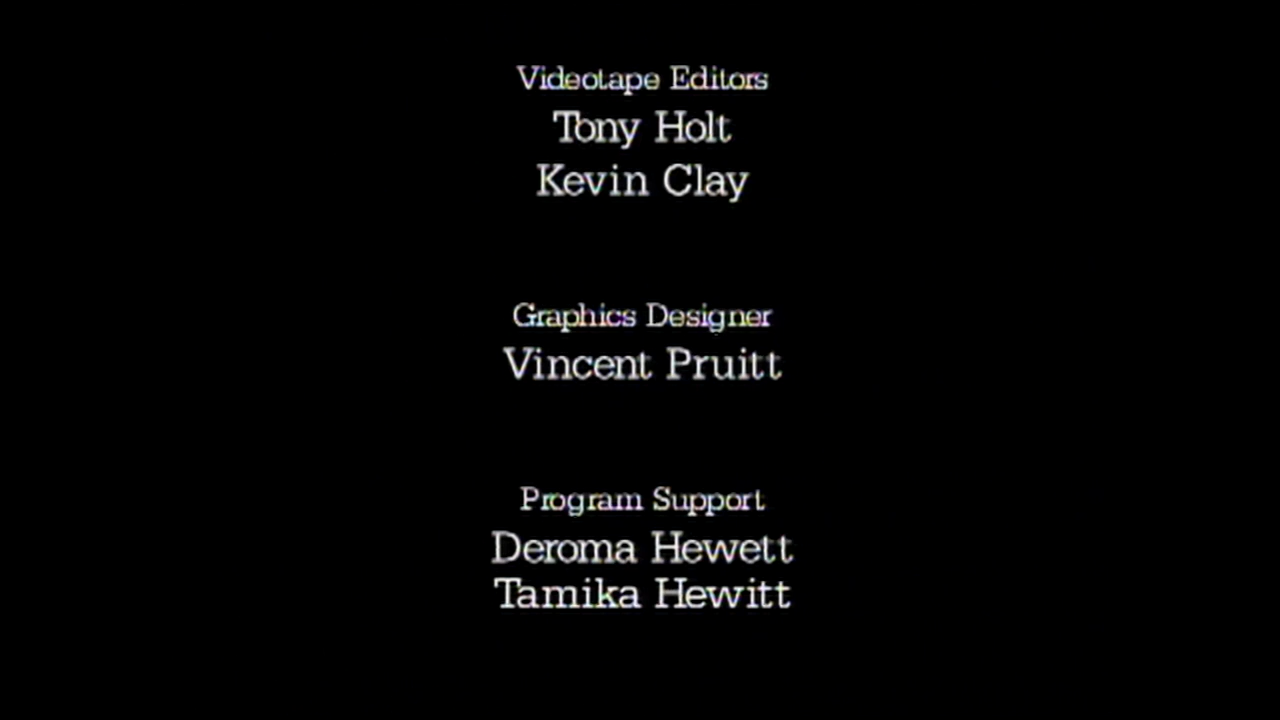 Videotape Editors
Tony Holt
Kevin Clay
Graphics Designer
Vincent Pruitt
Program Support
Deroma Hewett
Tamika Hewitt